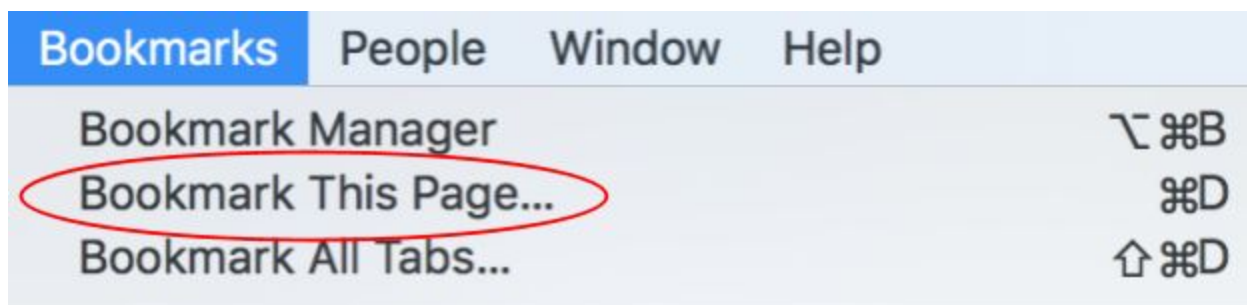 Bookmarks People Window Help
Bookmark Manager ⌥⌘B
Bookmark This Page... ⌘D
Bookmark All Tabs... ⇧⌘D